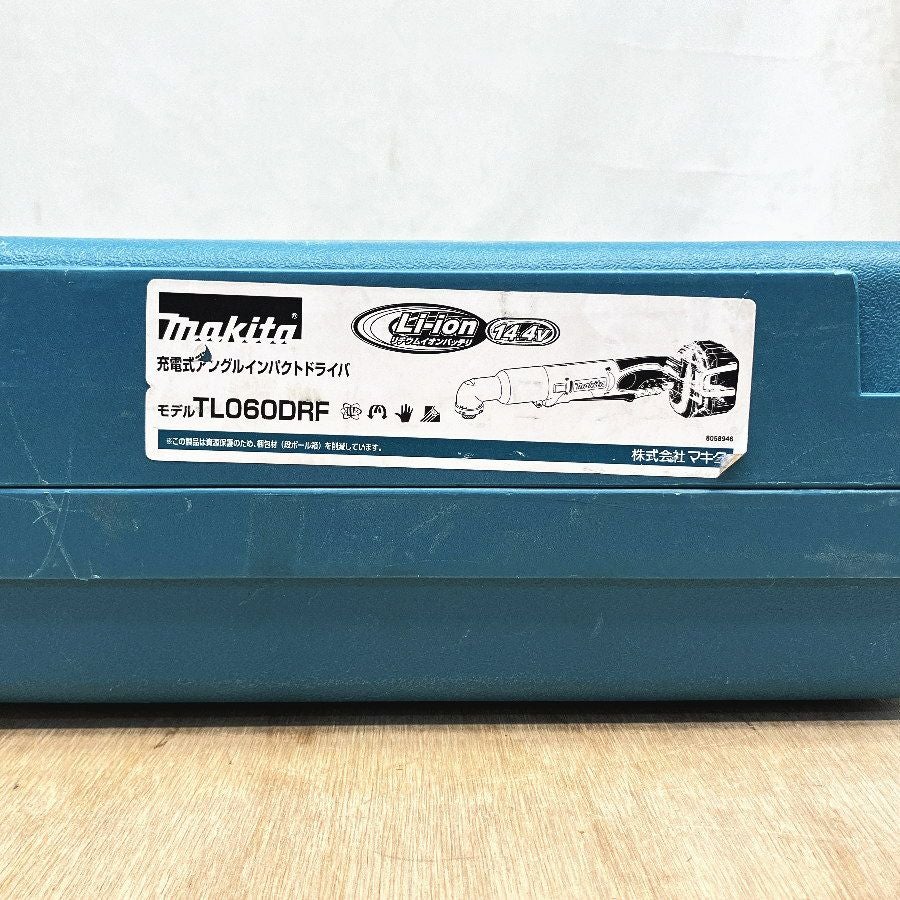 makita®
Li-ion
リチウムイオンバッテリ
14.4V
充電式アングルインパクトドライバ
モデルTL060DRF
makita
8058946
※この製品は資源保護のため、梱包材(段ボール箱)を削減しています。
株式会社 マキタ